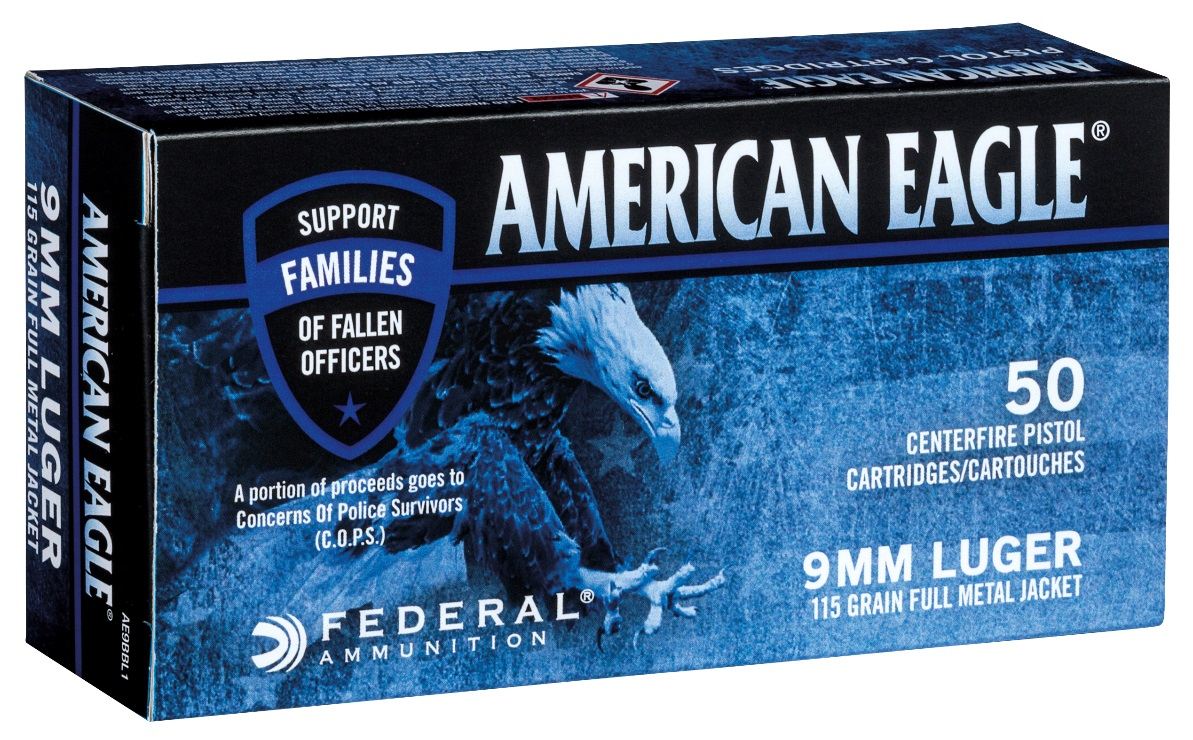 PISTOL CARTRIDGES
AMERICAN EAGLE
AMERICAN EAGLE®
SUPPORT
FAMILIES
OF FALLEN
OFFICERS
A portion of proceeds goes to
Concerns Of Police Survivors
(C.O.P.S.)
FEDERAL®
AMMUNITION
50
CENTERFIRE PISTOL
CARTRIDGES/CARTOUCHES
9MM LUGER
115 GRAIN FULL METAL JACKET
AMERICAN EAGLE®
9MM LUGER
115 GRAIN FULL METAL JACKET
AE9BBL1